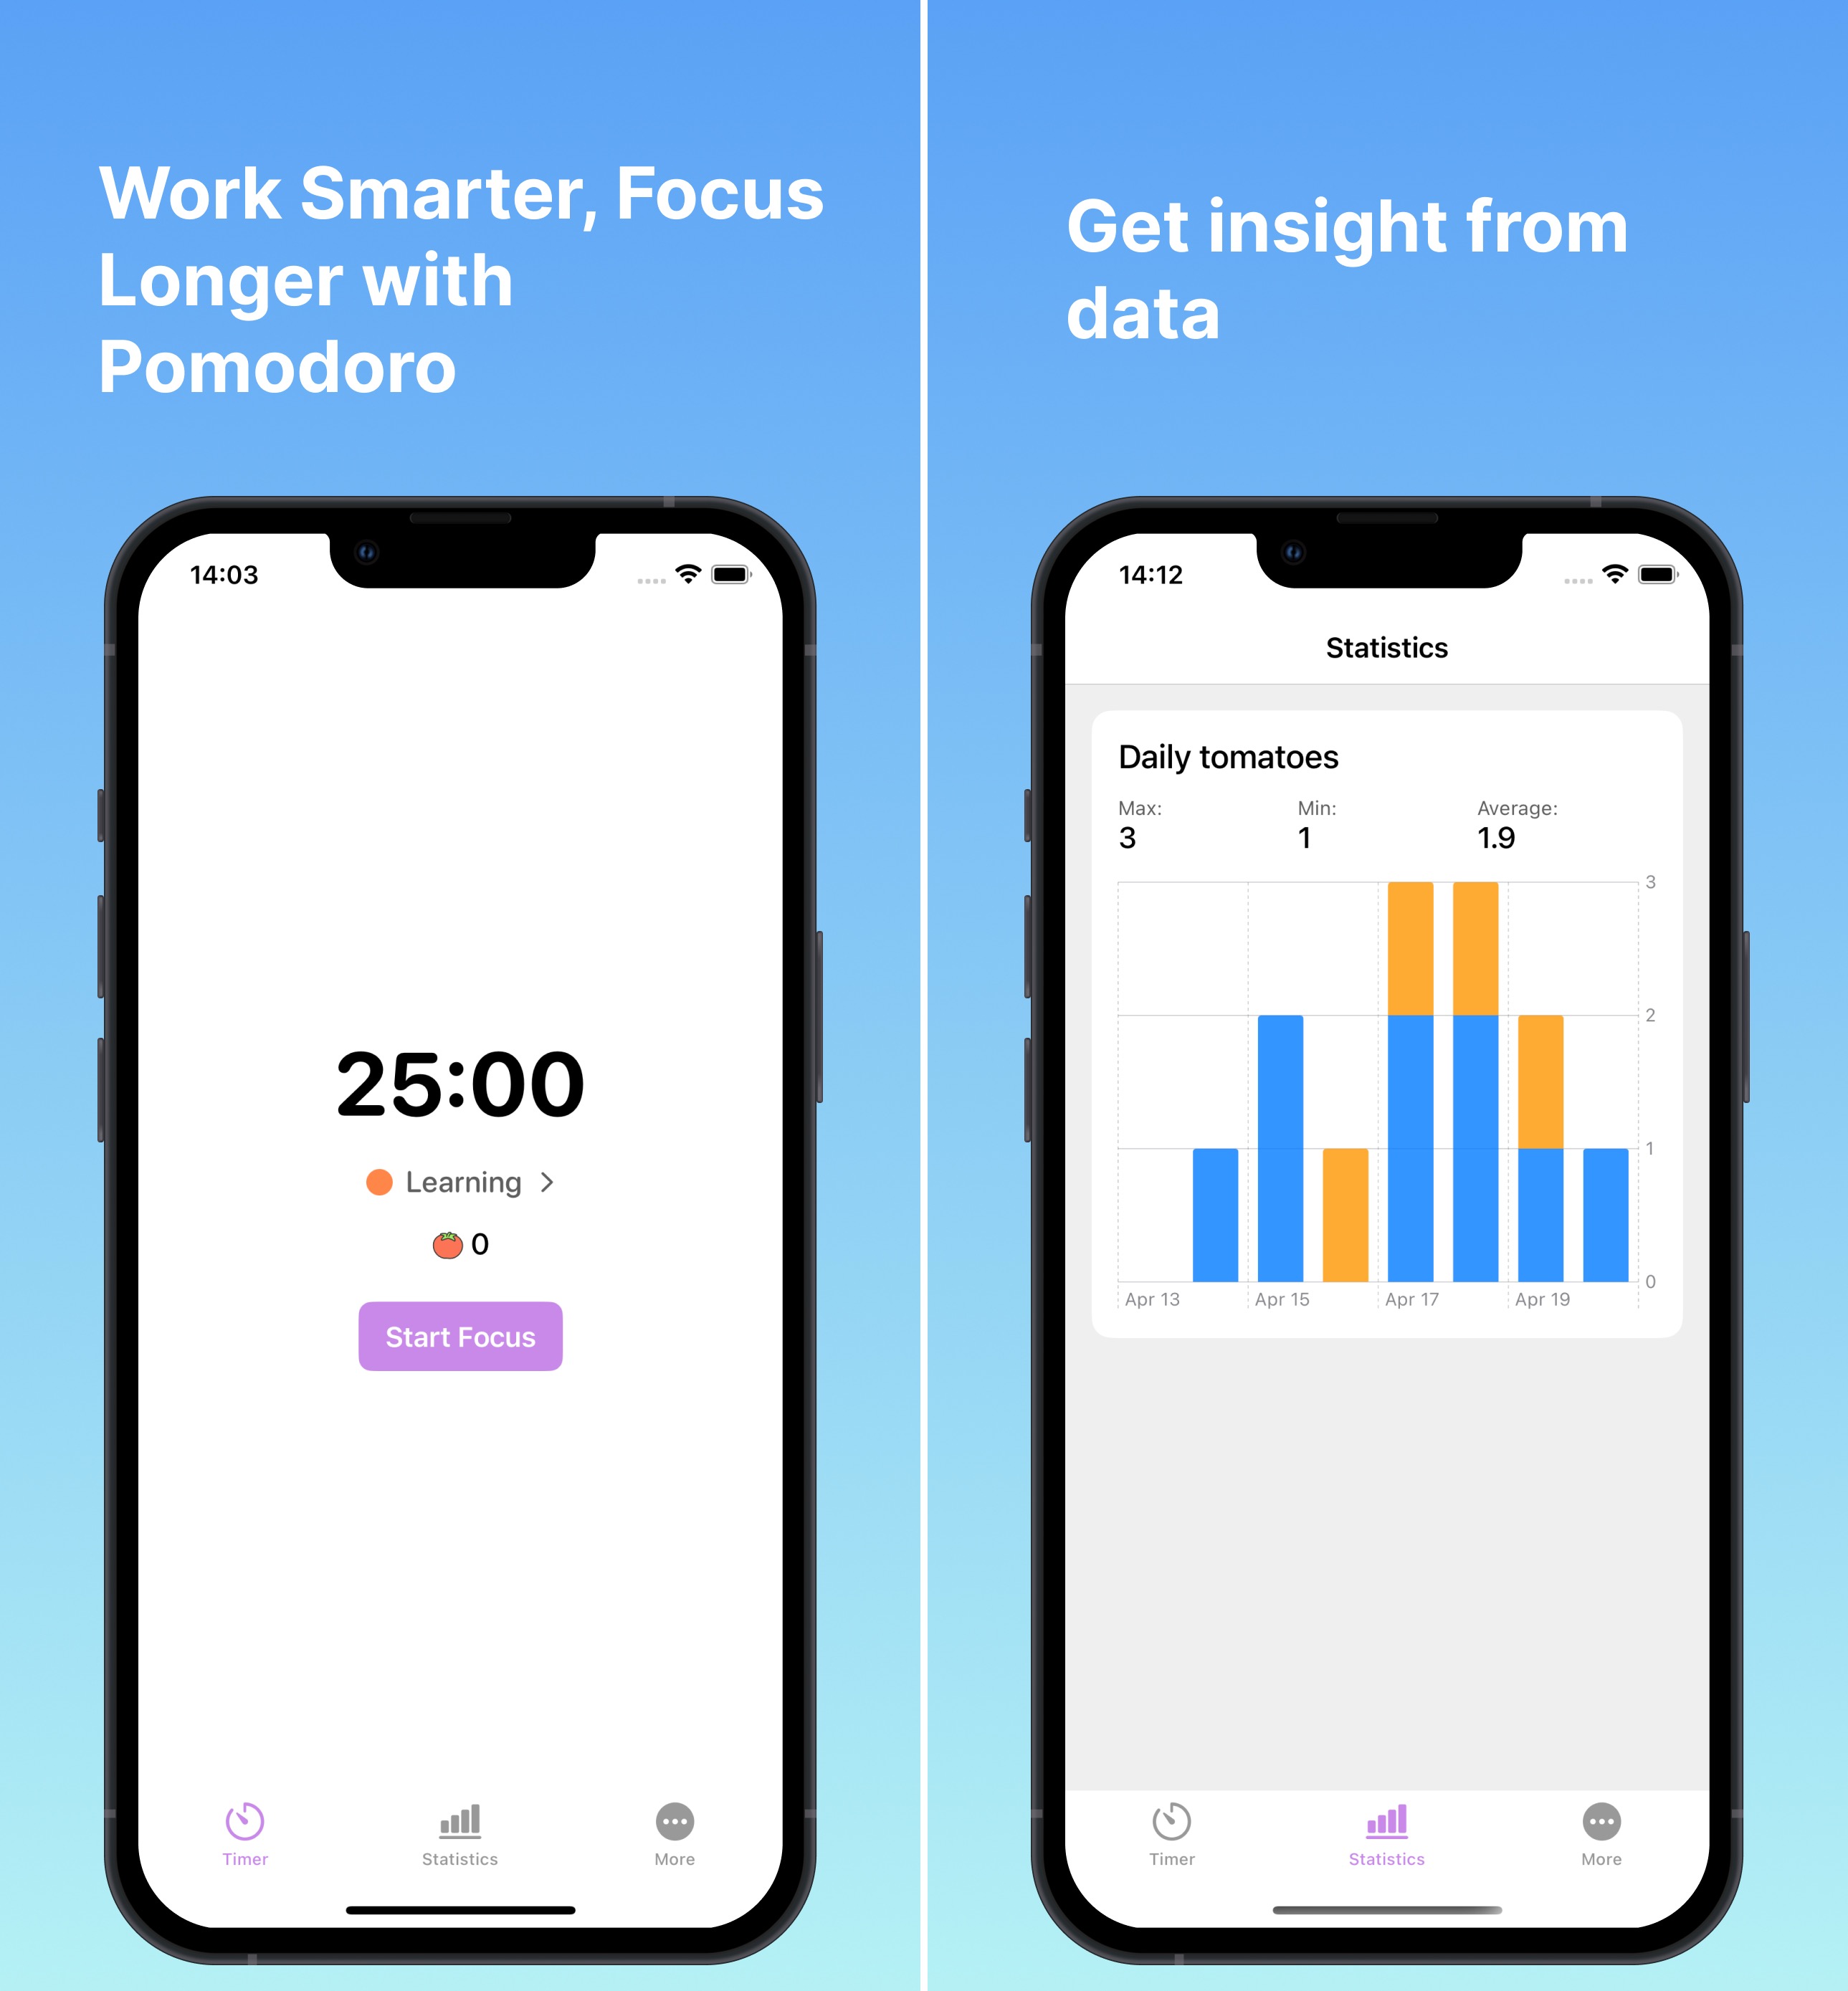 Work Smarter, Focus
Longer with
Pomodoro
14:03
25:00
Learning
0
Start Focus
Timer
Statistics
More
Get insight from
data
14:12
Statistics
Daily tomatoes
Max:
3
Min:
1
Average:
1.9
3
2
1
0
Apr 13
Apr 15
Apr 17
Apr 19
Timer
Statistics
More